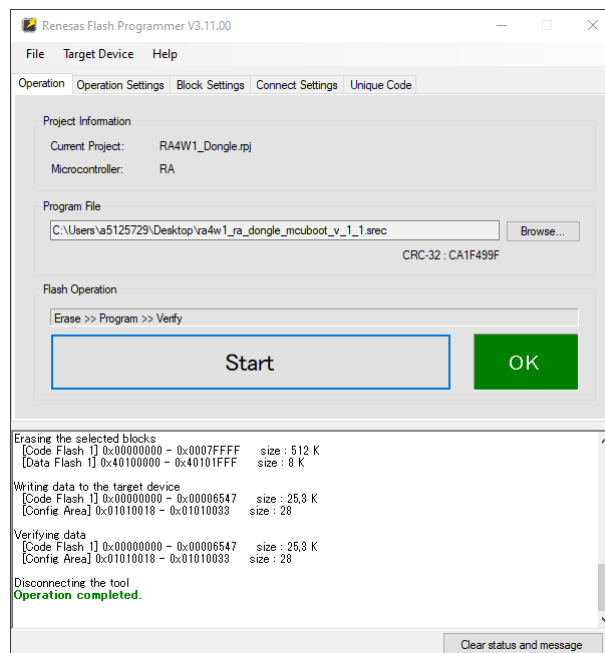 Renesas Flash Programmer V3.11.00
File Target Device Help
Operation Operation Settings Block Settings Connect Settings Unique Code
Project Information
Current Project: RA4W1_Dongle.rpj
Microcontroller: RA
Program File
C:\Users\a5125729\Desktop\ra4w1_ra_dongle_mcuboot_v_1_1.srec Browse...
CRC-32 : CA1F499F
Flash Operation
Erase >> Program >> Verify
Start OK
Erasing the selected blocks
[Code Flash 1] 0x00000000 - 0x0007FFFF size : 512 K
[Data Flash 1] 0x40100000 - 0x40101FFF size : 8 K
Writing data to the target device
[Code Flash 1] 0x00000000 - 0x00006547 size : 25,3 K
[Config Area] 0x01010018 - 0x01010033 size : 28
Verifying data
[Code Flash 1] 0x00000000 - 0x00006547 size : 25,3 K
[Config Area] 0x01010018 - 0x01010033 size : 28
Disconnecting the tool
Operation completed.
Clear status and message